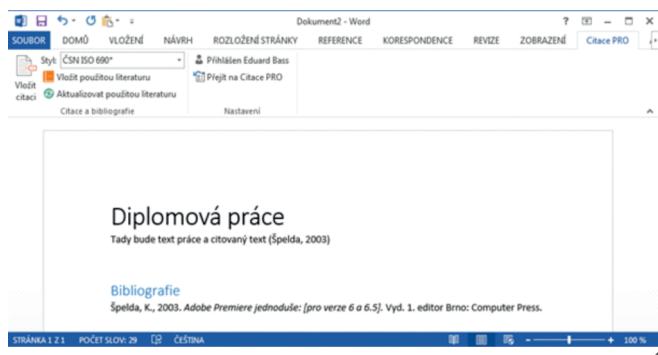 Dokument2 - Word
SOUBOR DOMŮ VLOŽENÍ NÁVRH ROZLOŽENÍ STRÁNKY REFERENCE KORESPONDENCE REVIZE ZOBRAZENÍ Citace PRO
Vložit citaci
Styl: ČSN ISO 690*
Vložit použitou literaturu
Aktualizovat použitou literaturu
Citace a bibliografie
Přihlášen Eduard Bass
Přejít na Citace PRO
Nastavení
Diplomová práce
Tady bude text práce a citovaný text (Špelda, 2003)
Bibliografie
Špelda, K., 2003. Adobe Premiere jednoduše: [pro verze 6 a 6.5]. Vyd. 1. editor Brno: Computer Press.
STRÁNKA 1 Z 1 POČET SLOV: 29 ČEŠTINA 100 %